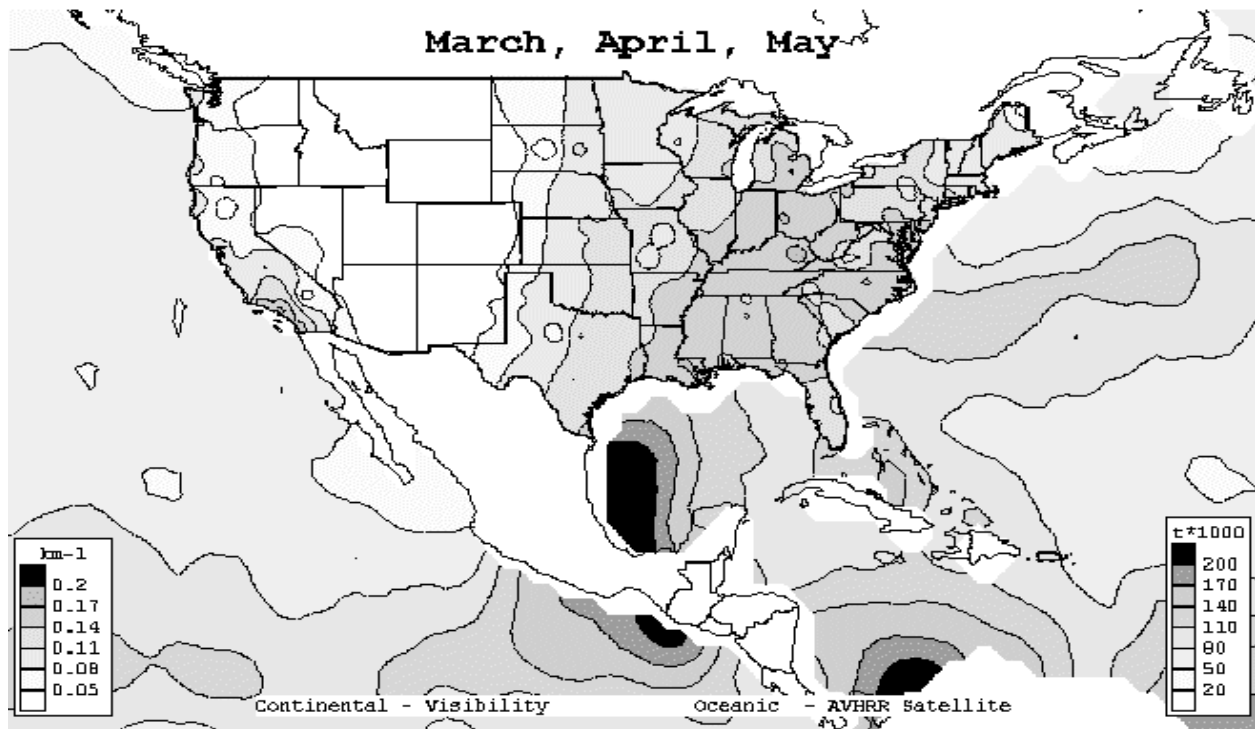 March, April, May
km-1
0.2
0.17
0.14
0.11
0.08
0.05
t*1000
200
170
140
110
80
50
20
Continental - Visibility
Oceanic - AVHRR Satellite